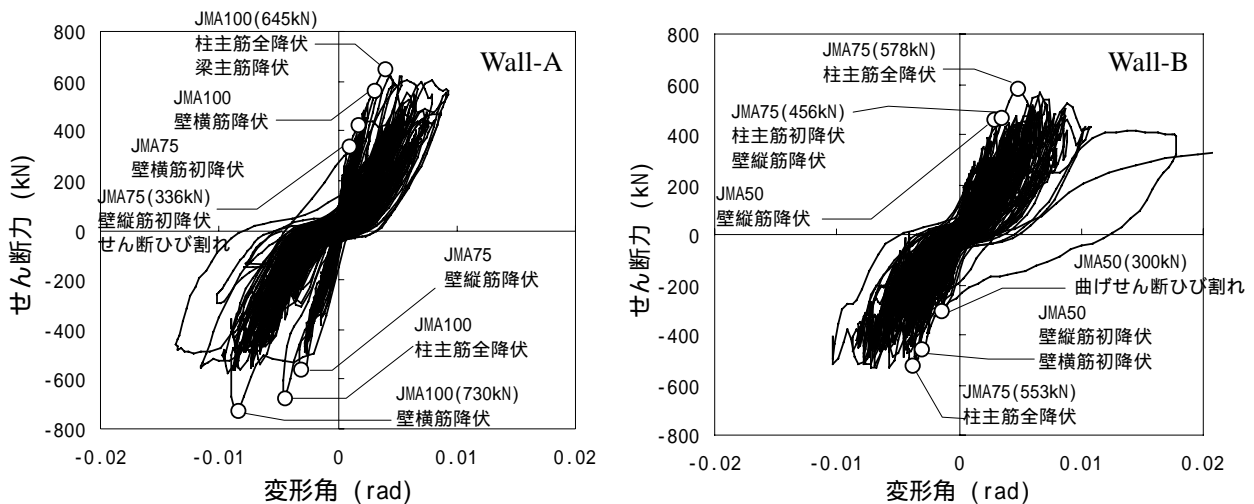 JMA100(645kN)
柱主筋全降伏
梁主筋降伏
JMA100
壁横筋降伏
JMA75
壁横筋初降伏
JMA75(336kN)
壁縦筋初降伏
せん断ひび割れ
Wall-A
JMA75
壁縦筋降伏
JMA100
柱主筋全降伏
JMA100(730kN)
壁横筋降伏
800
600
400
200
0
-200
-400
-600
-800
せん断力 (kN)
-0.02
-0.01
0
0.01
0.02
変形角 (rad)
JMA75(578kN)
柱主筋全降伏
JMA75(456kN)
柱主筋初降伏
壁縦筋降伏
JMA50
壁縦筋降伏
Wall-B
JMA50(300kN)
曲げせん断ひび割れ
JMA50
壁縦筋初降伏
壁横筋初降伏
JMA75(553kN)
柱主筋全降伏
800
600
400
200
0
-200
-400
-600
-800
せん断力 (kN)
-0.02
-0.01
0
0.01
0.02
変形角 (rad)